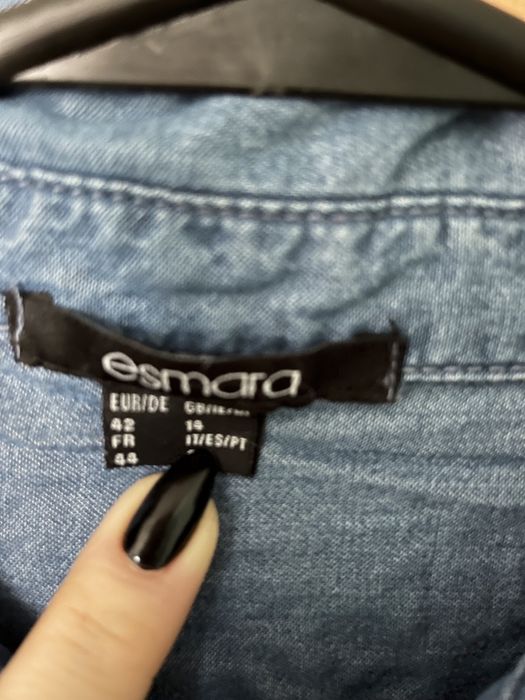 esmara
EUR/DE
42 14
FR IT/ES/PT
44